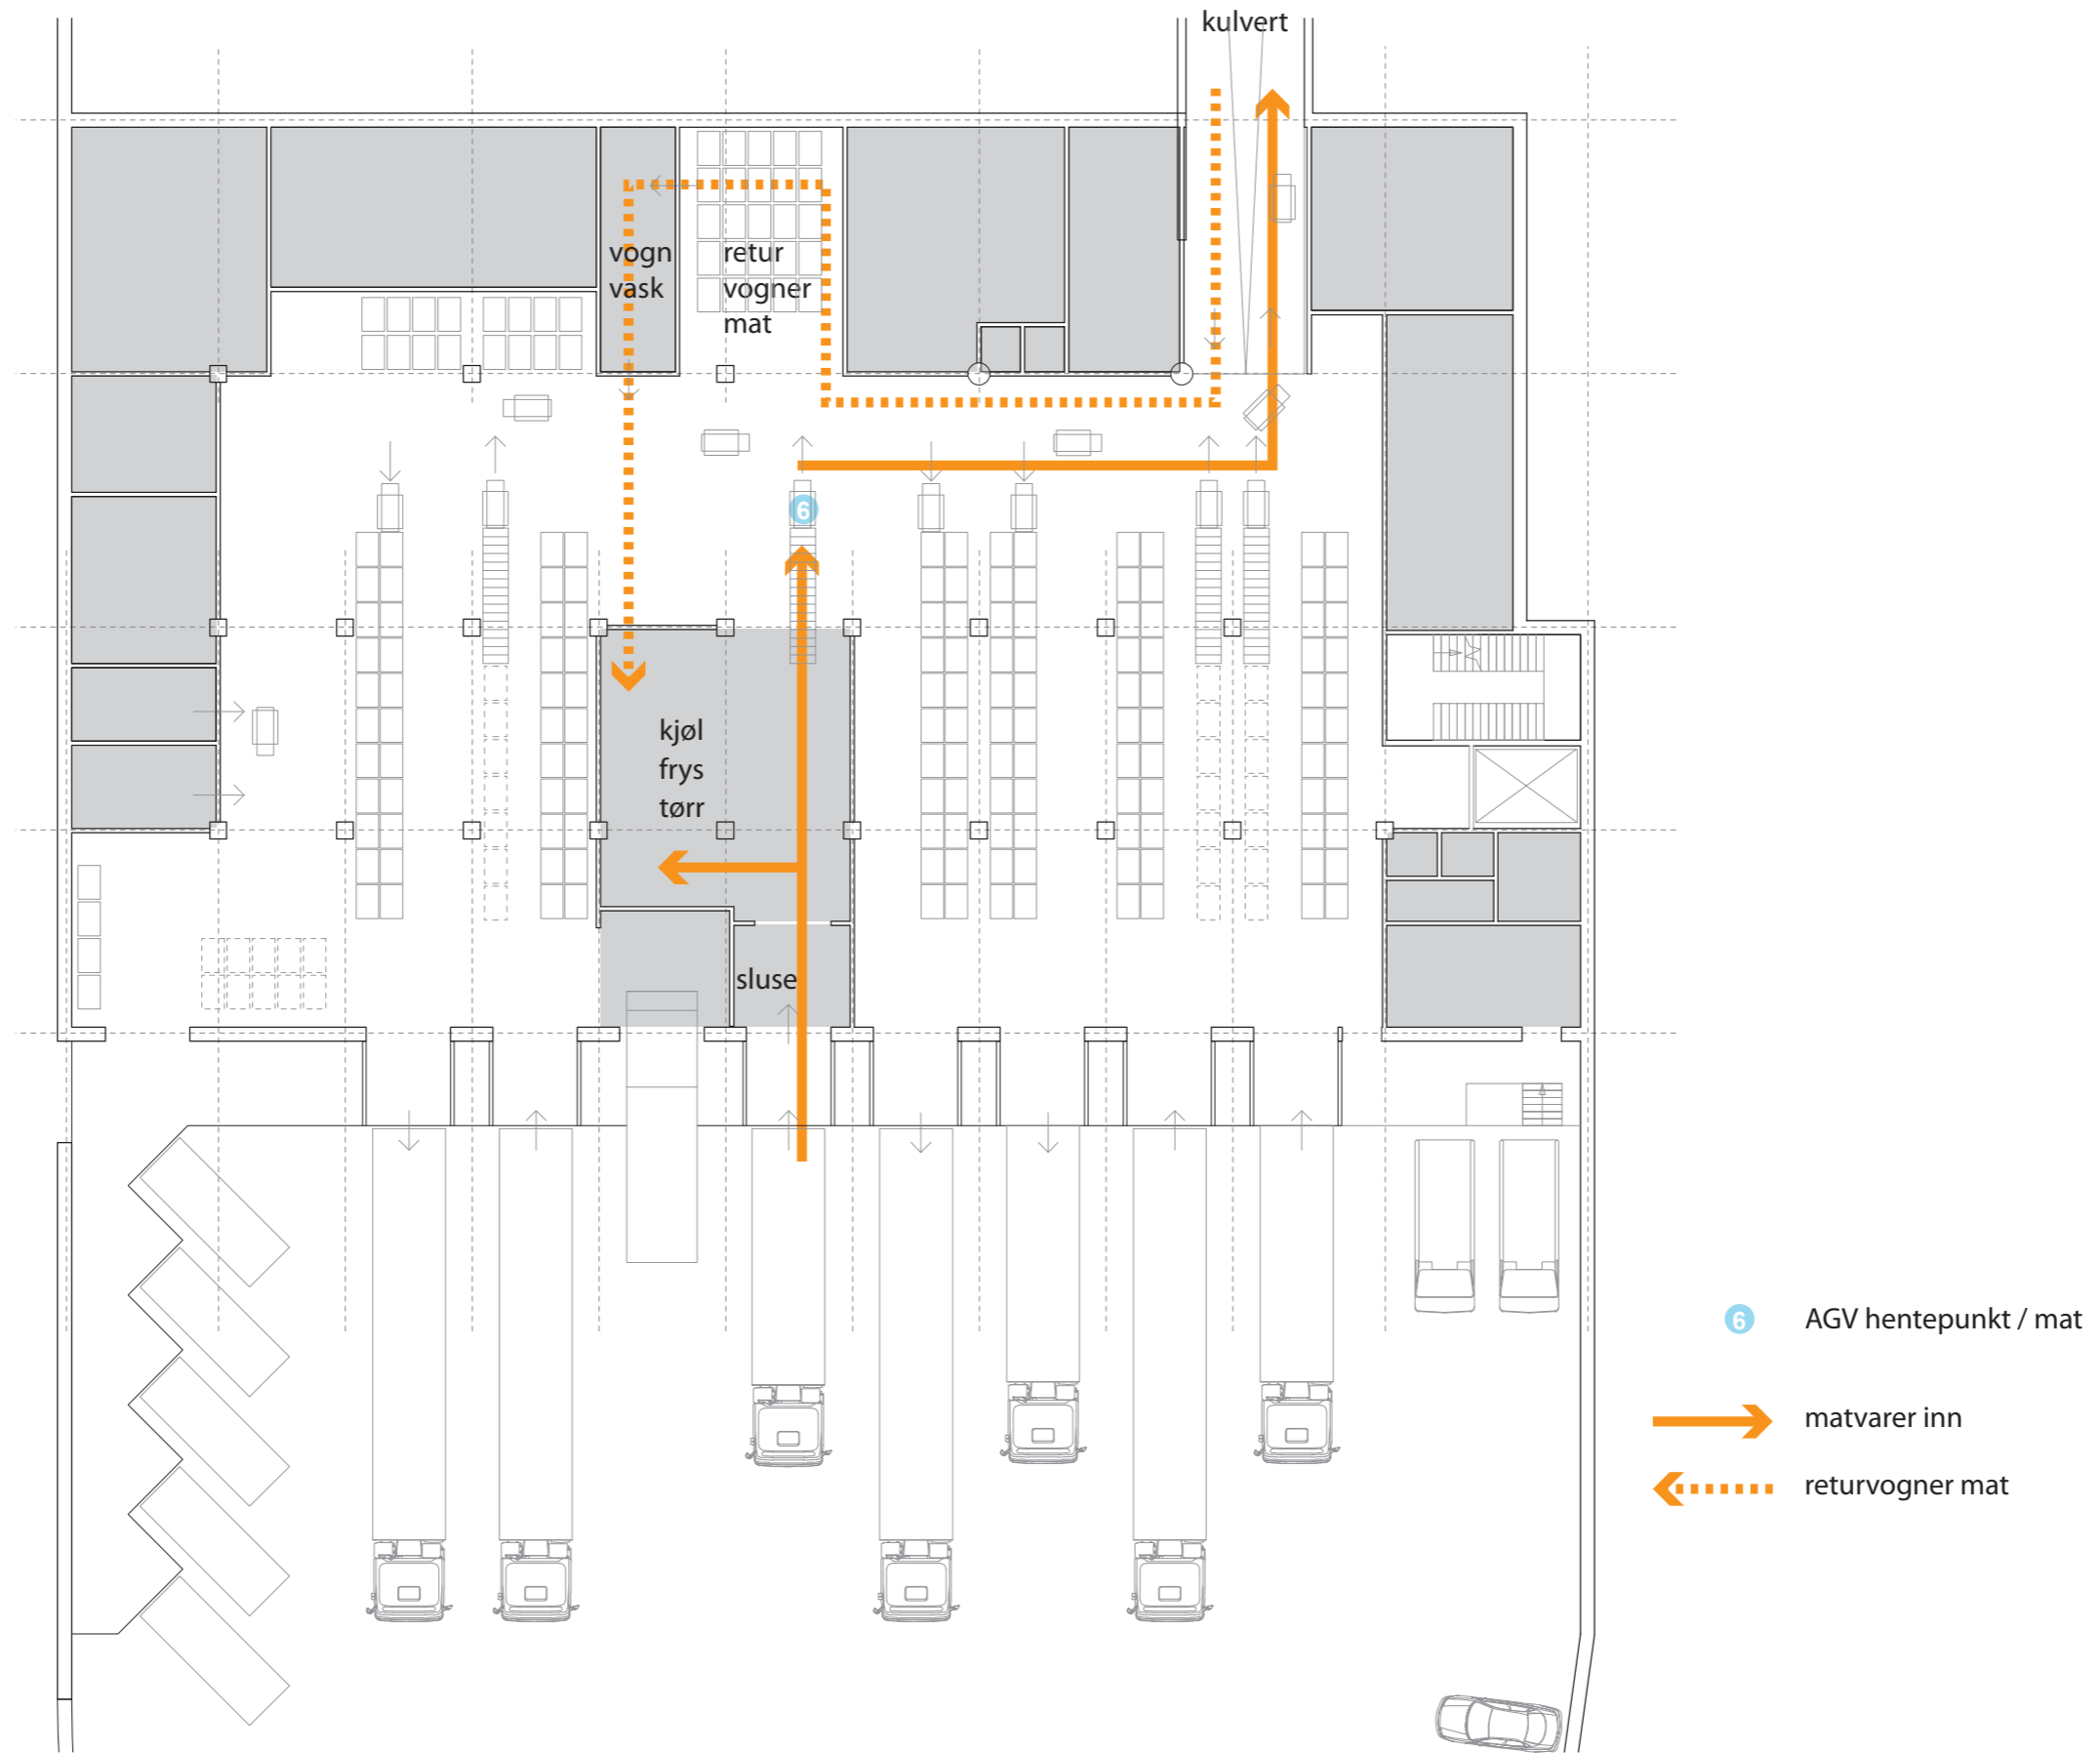 kulvert
vogn
vask
retur
vogner
mat
6
kjøl
frys
tørr
sluse
6 AGV hentepunkt / mat
matvarer inn
returvogner mat